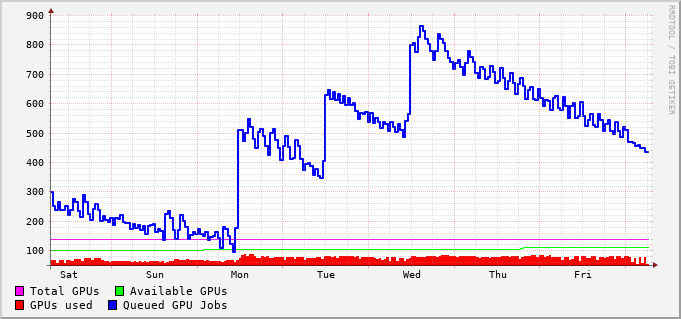 900
800
700
600
500
400
300
200
100
Sat Sun Mon Tue Wed Thu Fri
Total GPUs Available GPUs
GPUs used Queued GPU Jobs
RRDTOOL / TOBI OETIKER